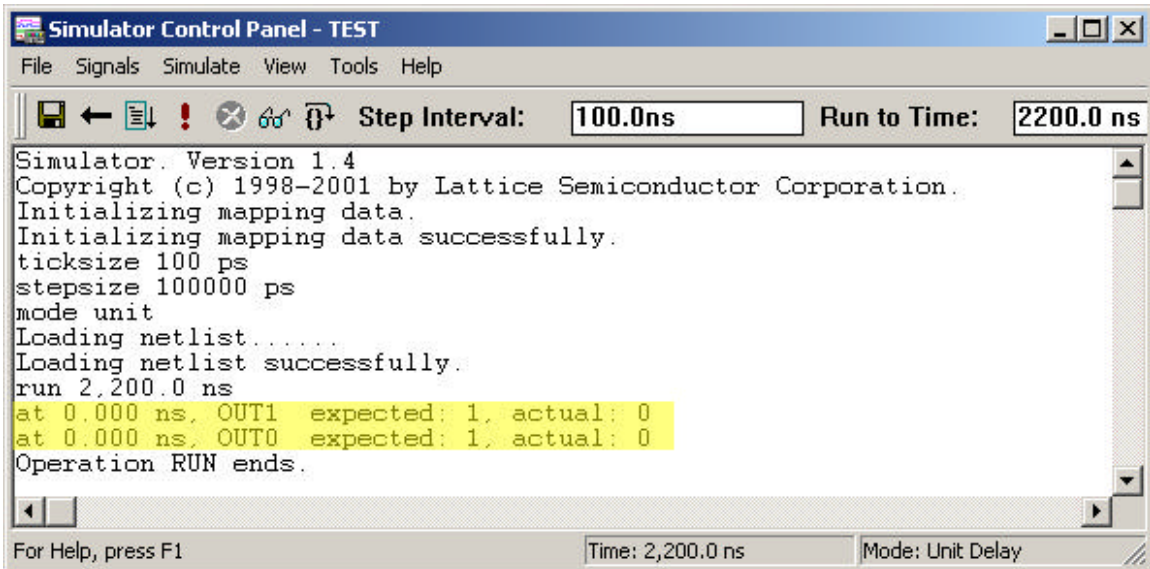 Simulator Control Panel - TEST
File Signals Simulate View Tools Help
Step Interval: 100.0ns Run to Time: 2200.0 ns
Simulator. Version 1.4
Copyright (c) 1998-2001 by Lattice Semiconductor Corporation.
Initializing mapping data.
Initializing mapping data successfully.
ticksize 100 ps
stepsize 100000 ps
mode unit
Loading netlist......
Loading netlist successfully.
run 2,200.0 ns
at 0.000 ns, OUT1 expected: 1, actual: 0
at 0.000 ns, OUT0 expected: 1, actual: 0
Operation RUN ends.
For Help, press F1 Time: 2,200.0 ns Mode: Unit Delay